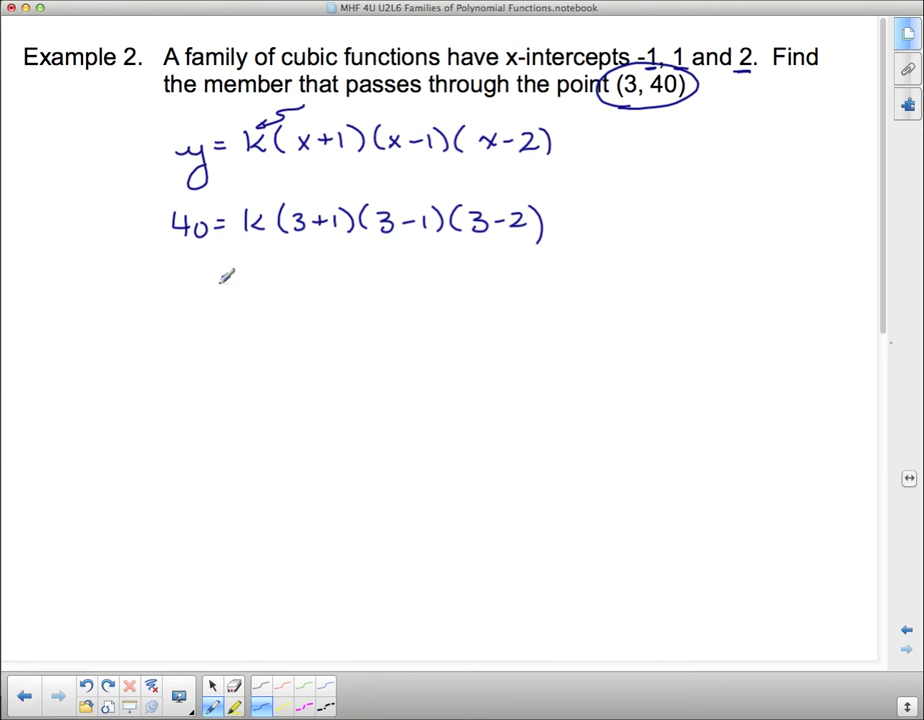 MHF 4U U2L6 Families of Polynomial Functions.notebook
Example 2. A family of cubic functions have x-intercepts -1, 1 and 2. Find
the member that passes through the point (3, 40)
y = k(x+1)(x-1)(x-2)
40 = k(3+1)(3-1)(3-2)